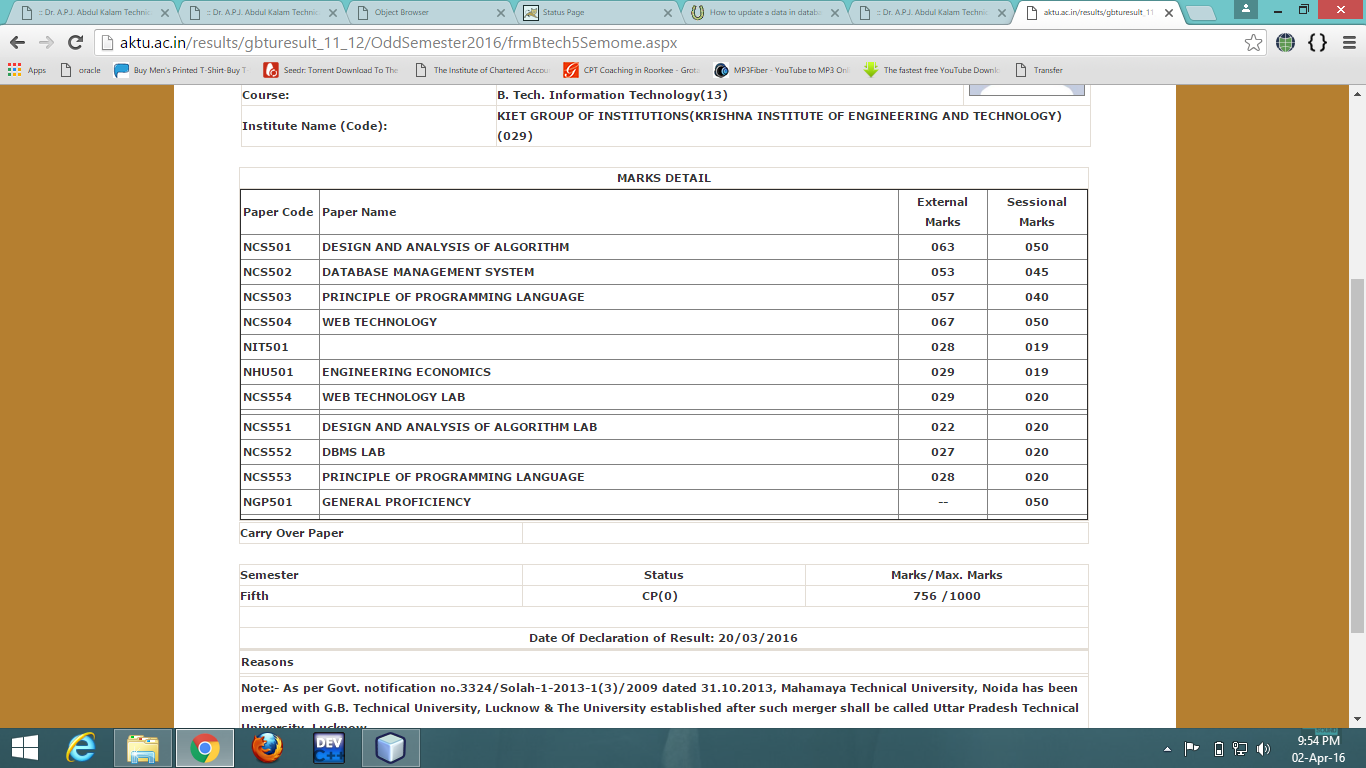 :: Dr. A.P.J. Abdul Kalam Technic
:: Dr. A.P.J. Abdul Kalam Technic
Object Browser
Status Page
How to update a data in databa
:: Dr. A.P.J. Abdul Kalam Technic
aktu.ac.in/results/gbturesult_11
aktu.ac.in/results/gbturesult_11_12/OddSemester2016/frmBtech5Semome.aspx
Apps oracle Buy Men's Printed T-Shirt-Buy T Seedr: Torrent Download To The The Institute of Chartered Accou CPT Coaching in Roorkee - Grot MP3Fiber - YouTube to MP3 Onl The fastest free YouTube Downl Transfer
Course: B. Tech. Information Technology(13)
Institute Name (Code): KIET GROUP OF INSTITUTIONS(KRISHNA INSTITUTE OF ENGINEERING AND TECHNOLOGY)
(029)
MARKS DETAIL
Paper Code Paper Name External Marks Sessional Marks
NCS501 DESIGN AND ANALYSIS OF ALGORITHM 063 050
NCS502 DATABASE MANAGEMENT SYSTEM 053 045
NCS503 PRINCIPLE OF PROGRAMMING LANGUAGE 057 040
NCS504 WEB TECHNOLOGY 067 050
NIT501 028 019
NHU501 ENGINEERING ECONOMICS 029 019
NCS554 WEB TECHNOLOGY LAB 029 020
NCS551 DESIGN AND ANALYSIS OF ALGORITHM LAB 022 020
NCS552 DBMS LAB 027 020
NCS553 PRINCIPLE OF PROGRAMMING LANGUAGE 028 020
NGP501 GENERAL PROFICIENCY -- 050
Carry Over Paper
Semester Status Marks/Max. Marks
Fifth CP(0) 756 /1000
Date Of Declaration of Result: 20/03/2016
Reasons
Note:- As per Govt. notification no.3324/Solah-1-2013-1(3)/2009 dated 31.10.2013, Mahamaya Technical University, Noida has been
merged with G.B. Technical University, Lucknow & The University established after such merger shall be called Uttar Pradesh Technical
University, Lucknow
DEV
C++
9:54 PM
02-Apr-16